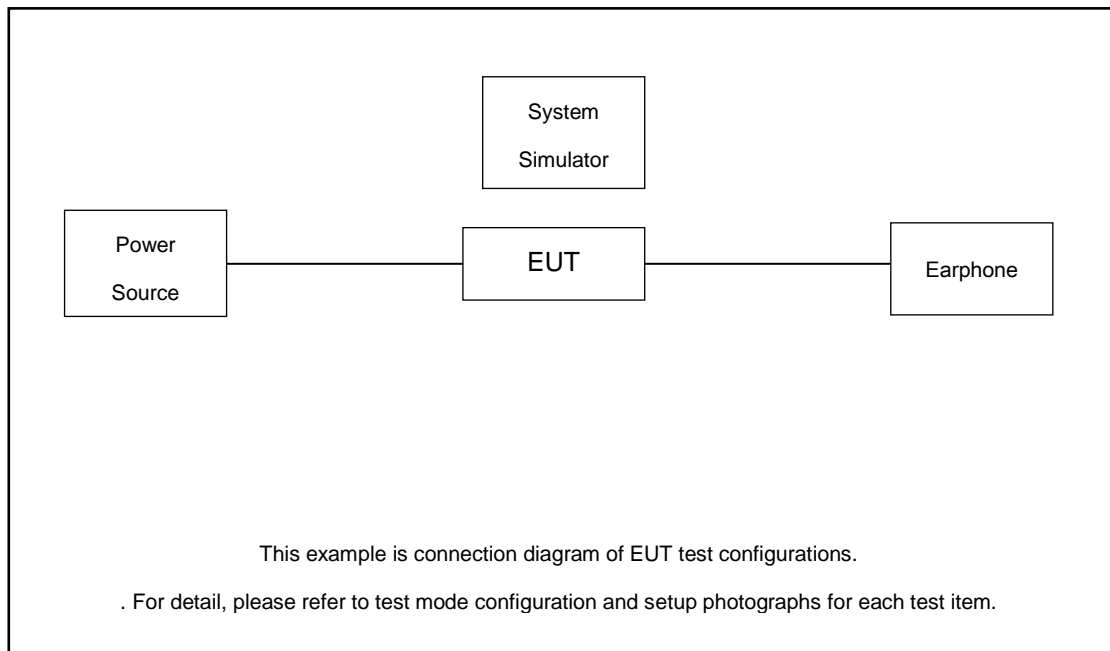 System
Simulator
Power
Source
EUT
Earphone
This example is connection diagram of EUT test configurations.
. For detail, please refer to test mode configuration and setup photographs for each test item.